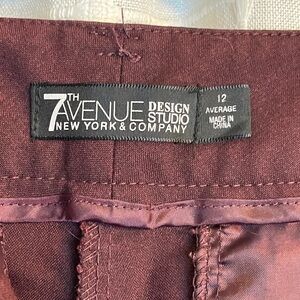 7TH AVENUE DESIGN STUDIO
NEW YORK & COMPANY
12
AVERAGE
MADE IN
CHINA